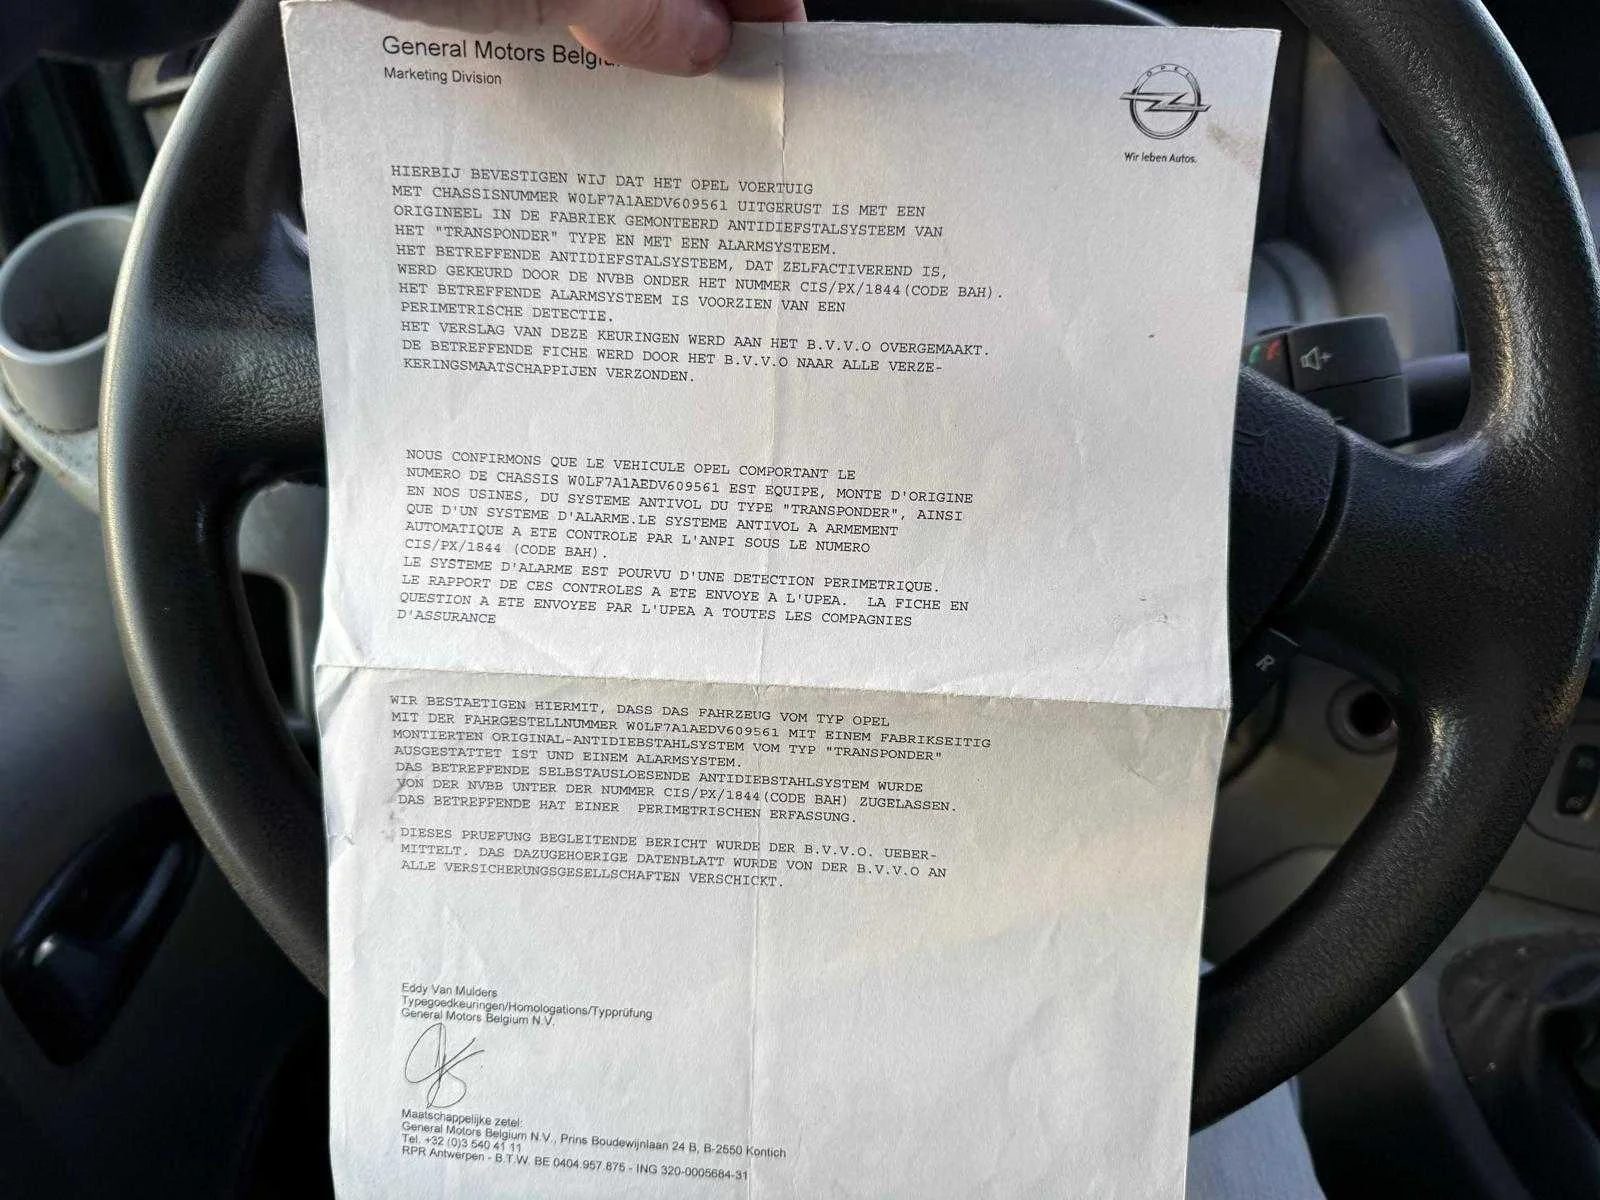 General Motors Belgiu
Marketing Division
OPEL
Wir leben Autos.
HIERBIJ BEVESTIGEN WIJ DAT HET OPEL VOERTUIG
MET CHASSISNUMMER W0LF7A1AEDV609561 UITGERUST IS MET EEN
ORIGINEEL IN DE FABRIEK GEMONTEERD ANTIDIEFSTALSYSTEEM VAN
HET "TRANSPONDER" TYPE EN MET EEN ALARMSYSTEEM.
HET BETREFFENDE ANTIDIEFSTALSYSTEEM, DAT ZELFACTIVEREND IS,
WERD GEKEURD DOOR DE NVBB ONDER HET NUMMER CIS/PX/1844(CODE BAH).
HET BETREFFENDE ALARMSYSTEEM IS VOORZIEN VAN EEN
PERIMETRISCHE DETECTIE.
HET VERSLAG VAN DEZE KEURINGEN WERD AAN HET B.V.V.O OVERGEMAAKT.
DE BETREFFENDE FICHE WERD DOOR HET B.V.V.O NAAR ALLE VERZE-
KERINGSMAATSCHAPPIJEN VERZONDEN.
NOUS CONFIRMONS QUE LE VEHICULE OPEL COMPORTANT LE
NUMERO DE CHASSIS W0LF7A1AEDV609561 EST EQUIPE, MONTE D'ORIGINE
EN NOS USINES, DU SYSTEME ANTIVOL DU TYPE "TRANSPONDER", AINSI
QUE D'UN SYSTEME D'ALARME.LE SYSTEME ANTIVOL A ARMEMENT
AUTOMATIQUE A ETE CONTROLE PAR L'ANPI SOUS LE NUMERO
CIS/PX/1844 (CODE BAH).
LE SYSTEME D'ALARME EST POURVU D'UNE DETECTION PERIMETRIQUE.
LE RAPPORT DE CES CONTROLES A ETE ENVOYE A L'UPEA. LA FICHE EN
QUESTION A ETE ENVOYEE PAR L'UPEA A TOUTES LES COMPAGNIES
D'ASSURANCE
WIR BESTAETIGEN HIERMIT, DASS DAS FAHRZEUG VOM TYP OPEL
MIT DER FAHRGESTELLNUMMER W0LF7A1AEDV609561 MIT EINEM FABRIKSEITIG
MONTIERTEN ORIGINAL-ANTIDIEBSTAHLSYSTEM VOM TYP "TRANSPONDER"
AUSGESTATTET IST UND EINEM ALARMSYSTEM.
DAS BETREFFENDE SELBSTAUSLOESENDE ANTIDIEBSTAHLSYSTEM WURDE
VON DER NVBB UNTER DER NUMMER CIS/PX/1844(CODE BAH) ZUGELASSEN.
DAS BETREFFENDE HAT EINER PERIMETRISCHEN ERFASSUNG.
DIESES PRUEFUNG BEGLEITENDE BERICHT WURDE DER B.V.V.O. UEBER-
MITTELT. DAS DAZUGEHOERIGE DATENBLATT WURDE VON DER B.V.V.O AN
ALLE VERSICHERUNGSGESELLSCHAFTEN VERSCHICKT.
Eddy Van Mulders
Typegoedkeuringen/Homologations/Typprüfung
General Motors Belgium N.V.
Maatschappelijke zetel:
General Motors Belgium N.V., Prins Boudewijnlaan 24 B, B-2550 Kontich
Tel. +32 (0)3 540 41 11
RPR Antwerpen - B.T.W. BE 0404.957.875 - ING 320-0005684-31
R